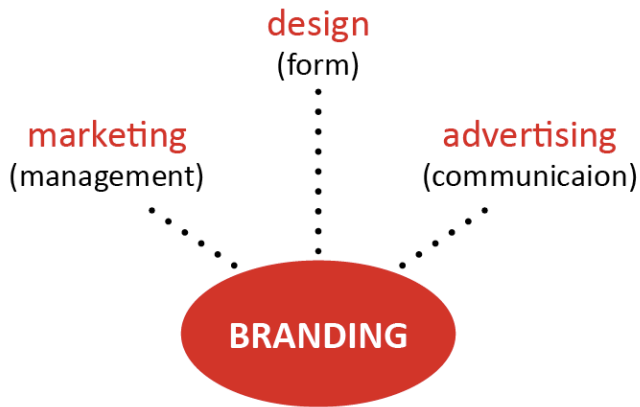 design
(form)
marketing
(management)
advertising
(communicaion)
BRANDING